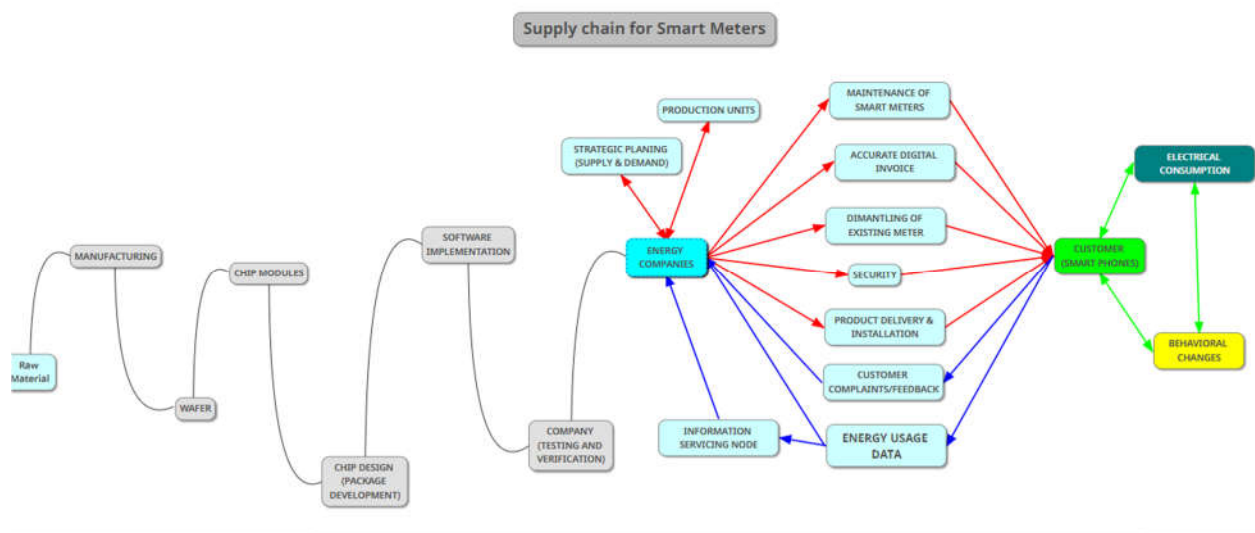 Supply chain for Smart Meters
PRODUCTION UNITS
STRATEGIC PLANING
(SUPPLY & DEMAND)
MAINTENANCE OF
SMART METERS
ACCURATE DIGITAL
INVOICE
ELECTRICAL
CONSUMPTION
DIMANTLING OF
EXISTING METER
SOFTWARE
IMPLEMENTATION
MANUFACTURING
CHIP MODULES
ENERGY
COMPANIES
SECURITY
CUSTOMER
(SMART PHONES)
PRODUCT DELIVERY &
INSTALLATION
BEHAVIORAL
CHANGES
Raw
Material
CUSTOMER
COMPLAINTS/FEEDBACK
WAFER
COMPANY
(TESTING AND
VERIFICATION)
INFORMATION
SERVICING NODE
ENERGY USAGE
DATA
CHIP DESIGN
(PACKAGE
DEVELOPMENT)